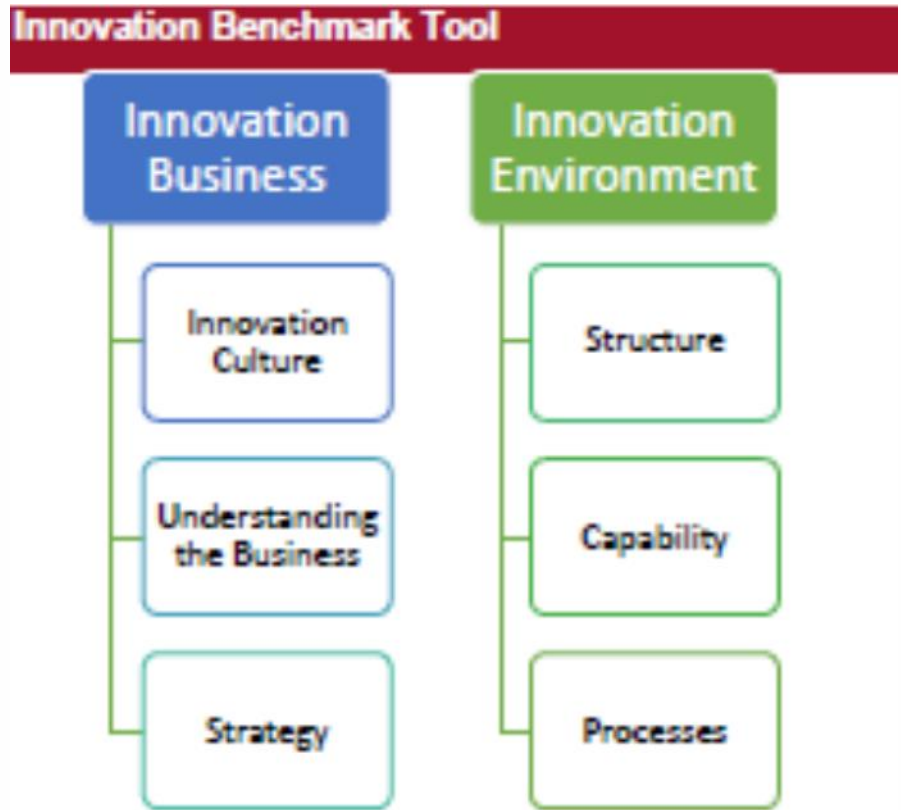 Innovation Benchmark Tool
Innovation
Business
Innovation
Culture
Understanding
the Business
Strategy
Innovation
Environment
Structure
Capability
Processes